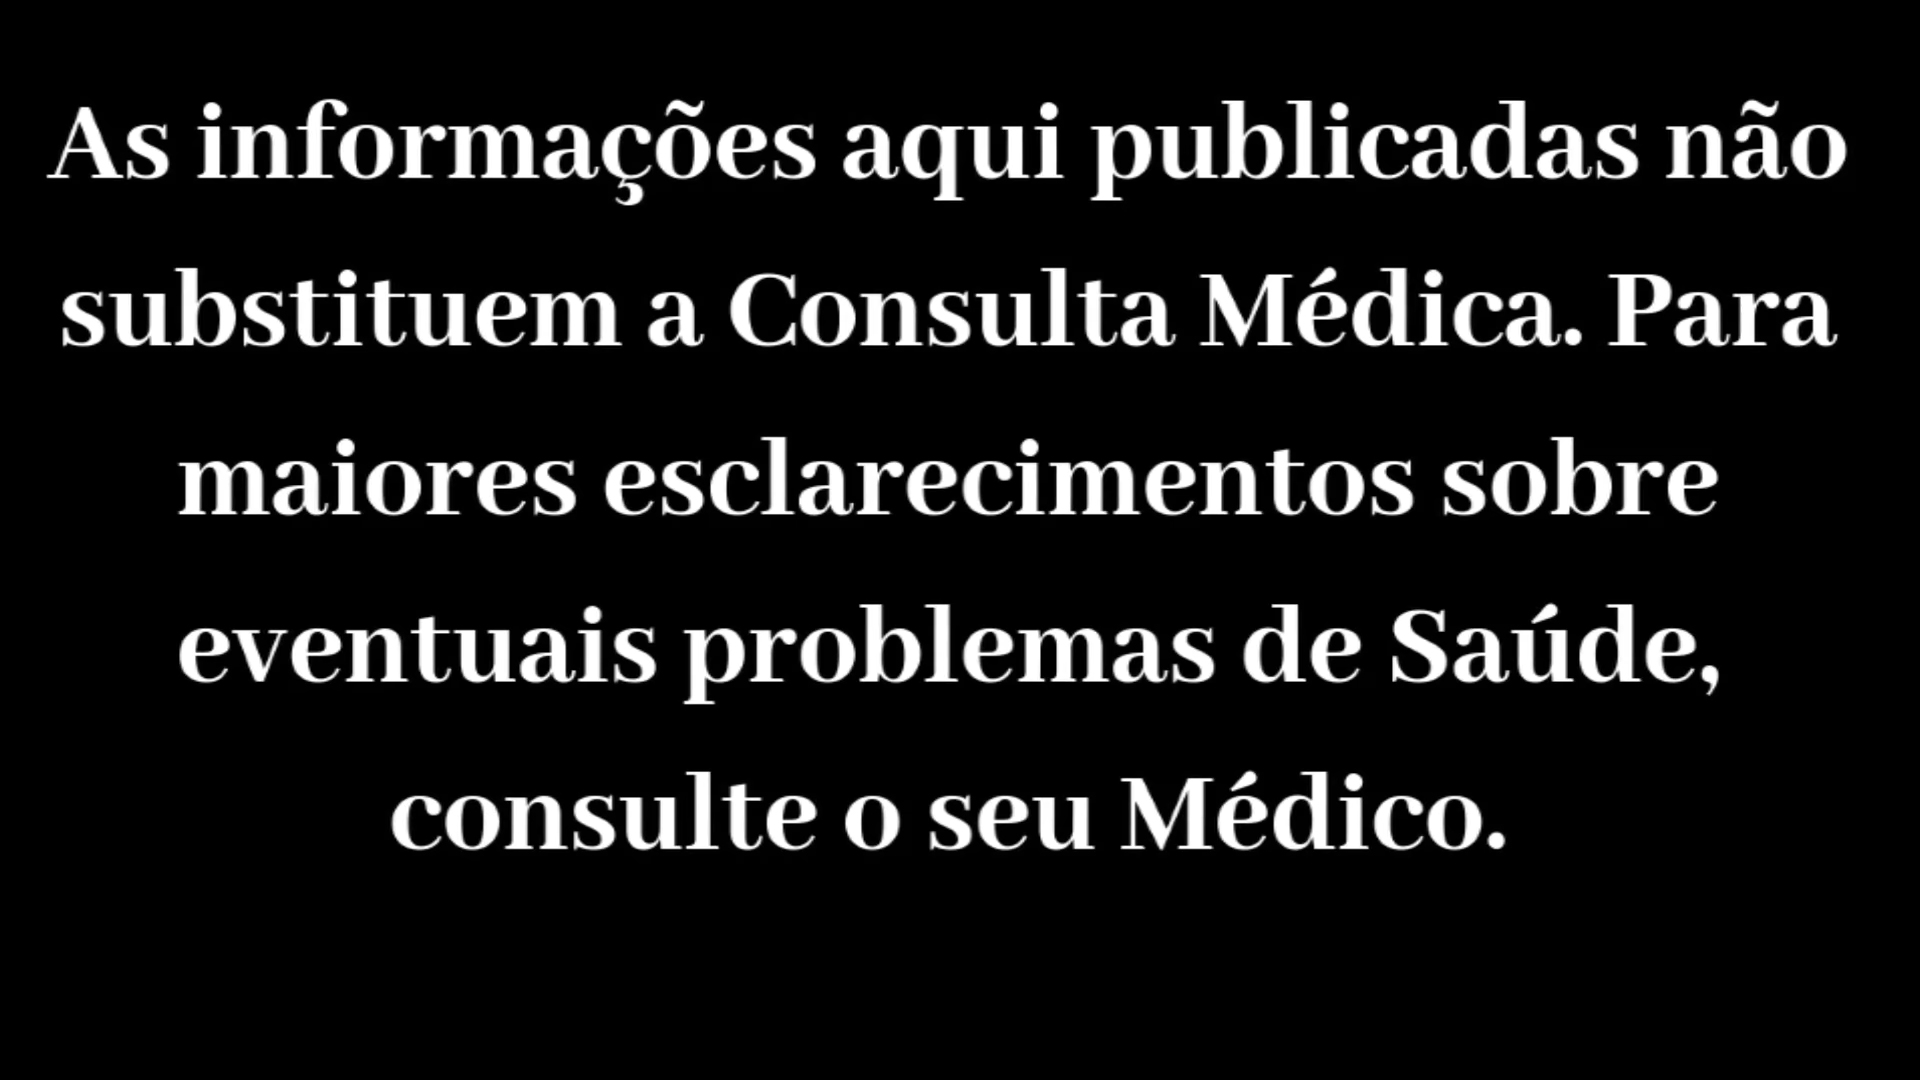 As informações aqui publicadas não
substituem a Consulta Médica. Para
maiores esclarecimentos sobre
eventuais problemas de Saúde,
consulte o seu Médico.